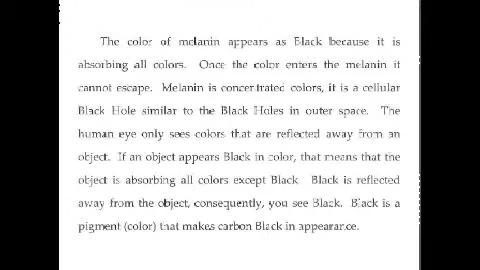 The color of melanin appears as Black because it is
absorbing all colors. Once the color enters the melanin it
cannot escape. Melanin is concentrated colors, it is a cellular
Black Hole similar to the Black Holes in outer space. The
human eye only sees colors that are reflected away from an
object. If an object appears Black in color, that means that the
object is absorbing all colors except Black. Black is reflected
away from the object, consequently, you see Black. Black is a
pigment (color) that makes carbon Black in appearance.